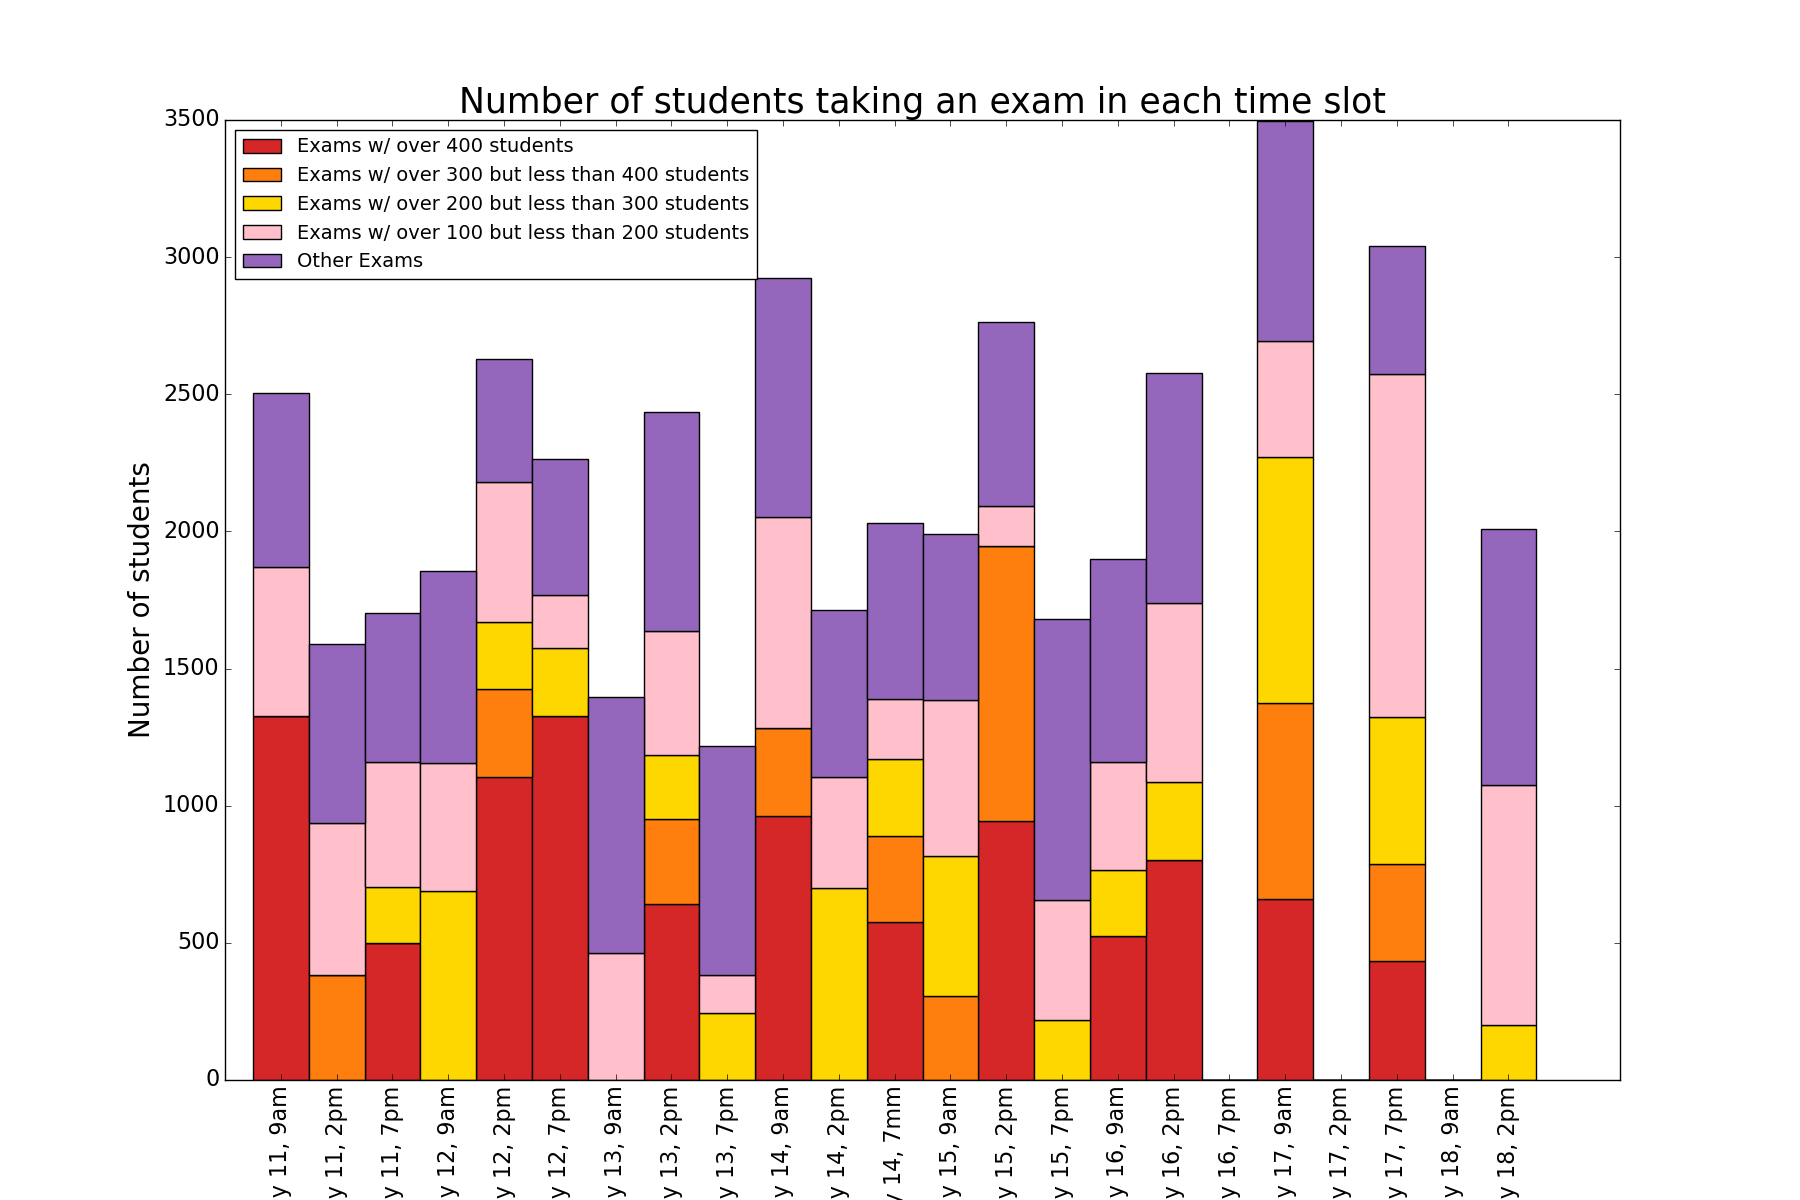 Number of students taking an exam in each time slot
Exams w/ over 400 students
Exams w/ over 300 but less than 400 students
Exams w/ over 200 but less than 300 students
Exams w/ over 100 but less than 200 students
Other Exams
Number of students
3500
3000
2500
2000
1500
1000
500
0
y 11, 9am
y 11, 2pm
y 11, 7pm
y 12, 9am
y 12, 2pm
y 12, 7pm
y 13, 9am
y 13, 2pm
y 13, 7pm
y 14, 9am
y 14, 2pm
y 14, 7mm
y 15, 9am
y 15, 2pm
y 15, 7pm
y 16, 9am
y 16, 2pm
y 16, 7pm
y 17, 9am
y 17, 2pm
y 17, 7pm
y 18, 9am
y 18, 2pm